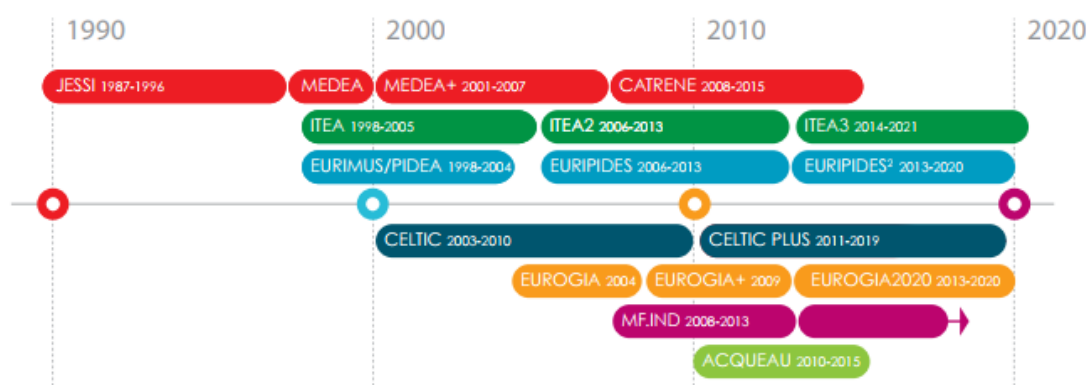 1990 2000 2010 2020
JESSI 1987-1996 MEDEA MEDEA+ 2001-2007 CATRENE 2008-2015
ITEA 1998-2005 ITEA2 2006-2013 ITEA3 2014-2021
EURIMUS/PIDEA 1998-2004 EURIPIDES 2006-2013 EURIPIDES² 2013-2020
CELTIC 2003-2010 CELTIC PLUS 2011-2019
EUROGIA 2004 EUROGIA+ 2009 EUROGIA2020 2013-2020
MF.IND 2008-2013
ACQUEAU 2010-2015